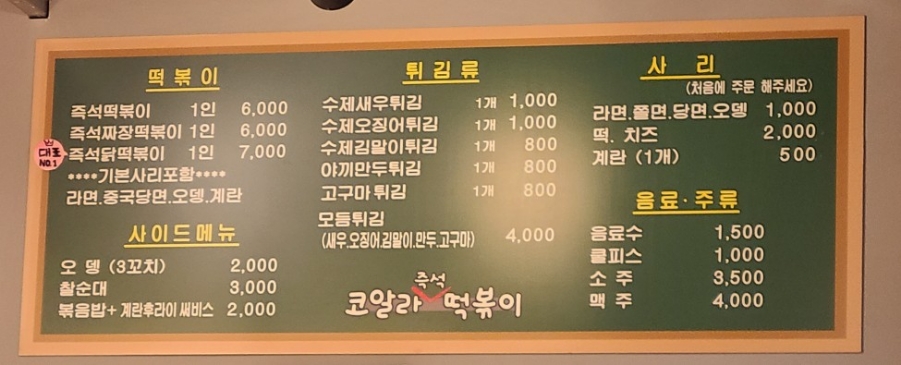 떡 볶 이
즉석떡볶이 1인 6,000
즉석짜장떡볶이 1인 6,000
대표
NO.1
즉석닭떡볶이 1인 7,000
****기본사리포함****
라면.중국당면.오뎅.계란
사이드메뉴
오 뎅 (3꼬치) 2,000
찰순대 3,000
볶음밥+ 계란후라이 써비스 2,000
튀 김 류
수제새우튀김 1개 1,000
수제오징어튀김 1개 1,000
수제김말이튀김 1개 800
야끼만두튀김 1개 800
고구마튀김 1개 800
모듬튀김
(새우.오징어.김말이.만두.고구마) 4,000
즉석
코알라 떡볶이
사 리
(처음에 주문 해주세요)
라면.쫄면.당면.오뎅 1,000
떡. 치즈 2,000
계란 (1개) 500
음료·주류
음료수 1,500
쿨피스 1,000
소 주 3,500
맥 주 4,000